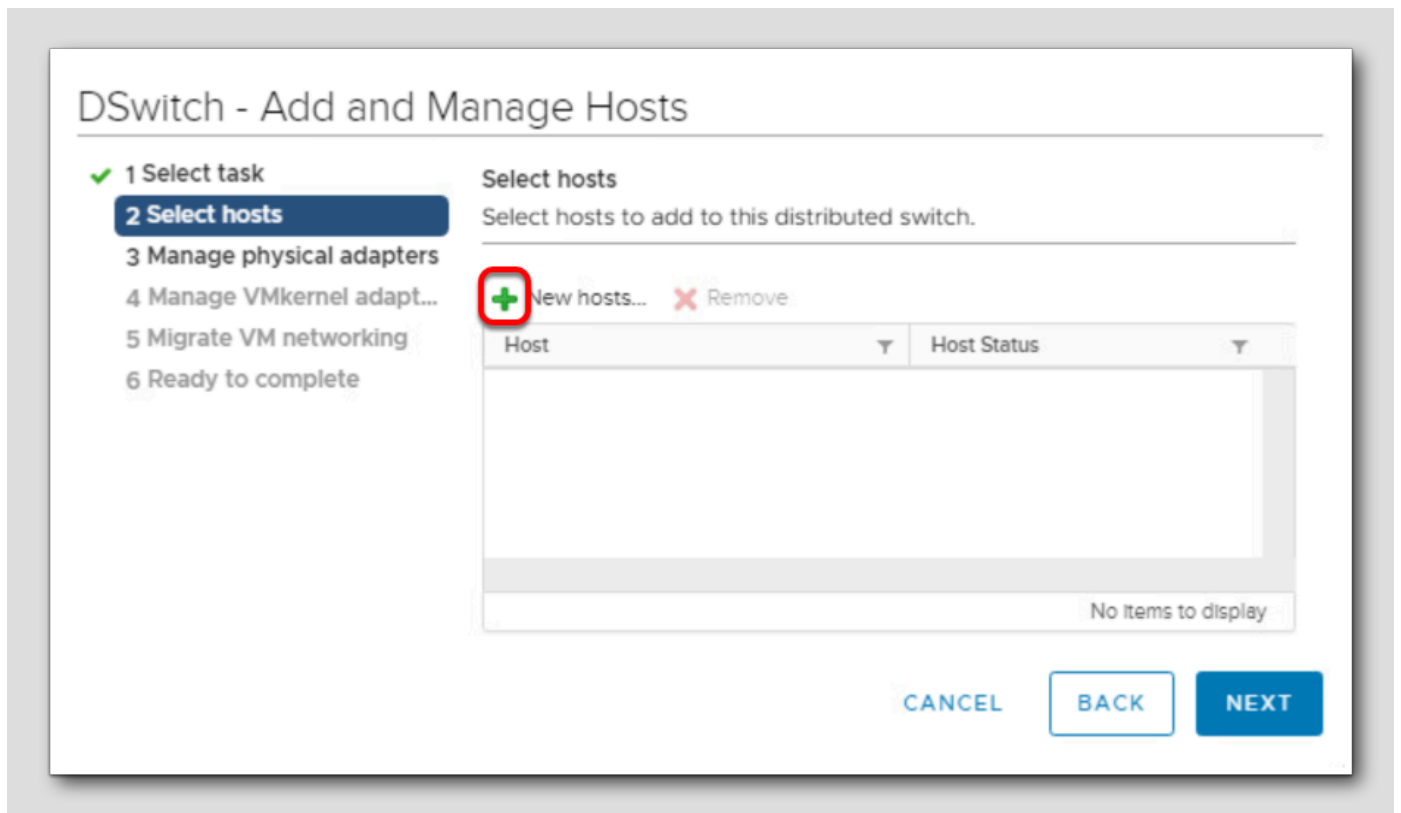 DSwitch - Add and Manage Hosts
1 Select task
2 Select hosts
3 Manage physical adapters
4 Manage VMkernel adapt...
5 Migrate VM networking
6 Ready to complete
Select hosts
Select hosts to add to this distributed switch.
New hosts... Remove
Host Host Status
No items to display
CANCEL BACK NEXT